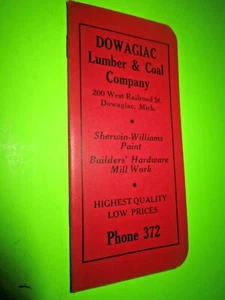 DOWAGIAC
Lumber & Coal
Company
200 West Railroad St.
Dowagiac, Mich.
Sherwin-Williams
Paint
Builders' Hardware
Mill Work
HIGHEST QUALITY
LOW PRICES
Phone 372